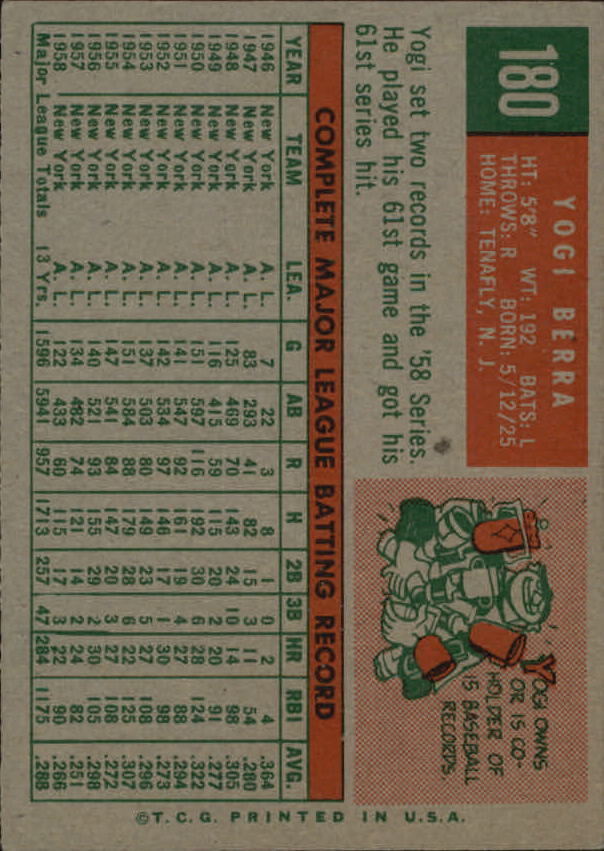 180
YOGI BERRA
HT: 5'8" WT: 192 BATS: L
THROWS: R BORN: 5/12/25
HOME: TENAFLY, N. J.
Yogi set two records in the '58 Series.
He played his 61st game and got his
61st series hit.
YOGI OWNS
OR IS CO-
HOLDER OF
15 BASEBALL
RECORDS.
COMPLETE MAJOR LEAGUE BATTING RECORD
YEAR TEAM LEA. G AB R H 2B 3B HR RBI AVG.
1946 New York A. L. 7 22 3 8 1 0 2 4 .364
1947 New York A. L. 83 293 41 82 15 3 11 54 .280
1948 New York A. L. 125 469 70 143 24 10 14 98 .305
1949 New York A. L. 116 415 59 115 20 2 20 91 .277
1950 New York A. L. 151 597 116 192 30 6 28 124 .322
1951 New York A. L. 141 547 92 161 19 4 27 88 .294
1952 New York A. L. 142 534 97 146 17 1 30 98 .273
1953 New York A. L. 137 503 80 149 23 5 27 108 .296
1954 New York A. L. 151 584 88 179 28 6 22 125 .307
1955 New York A. L. 147 541 84 147 20 3 27 108 .272
1956 New York A. L. 140 521 93 155 29 2 30 105 .298
1957 New York A. L. 134 482 74 121 14 2 24 82 .251
1958 New York A. L. 122 433 60 115 17 3 22 90 .266
Major League Totals 13 Yrs. 1596 5941 957 1713 257 47 284 1175 .288
©T.C.G. PRINTED IN U.S.A.